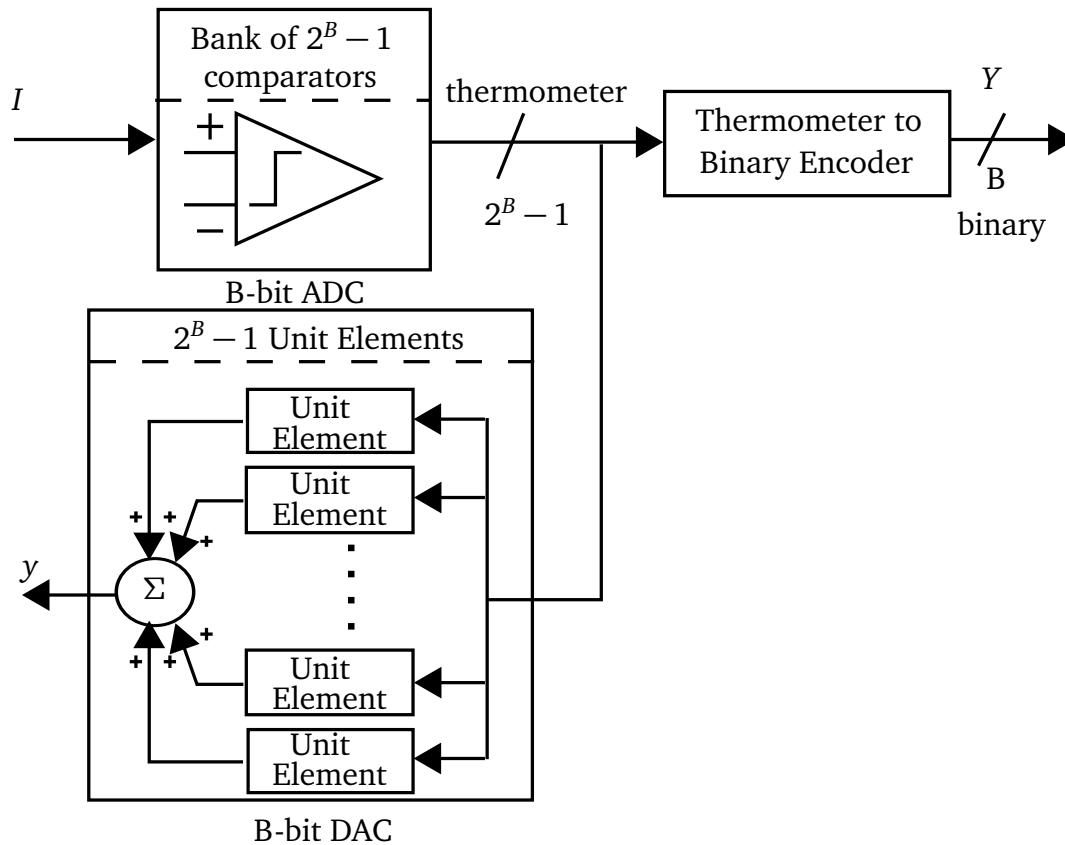 Bank of 2^B − 1
comparators
I
+
−
B-bit ADC
thermometer
2^B − 1
Thermometer to
Binary Encoder
Y
B
binary
2^B − 1 Unit Elements
Unit
Element
Unit
Element
+ + +
Σ
y
+ + +
Unit
Element
Unit
Element
B-bit DAC